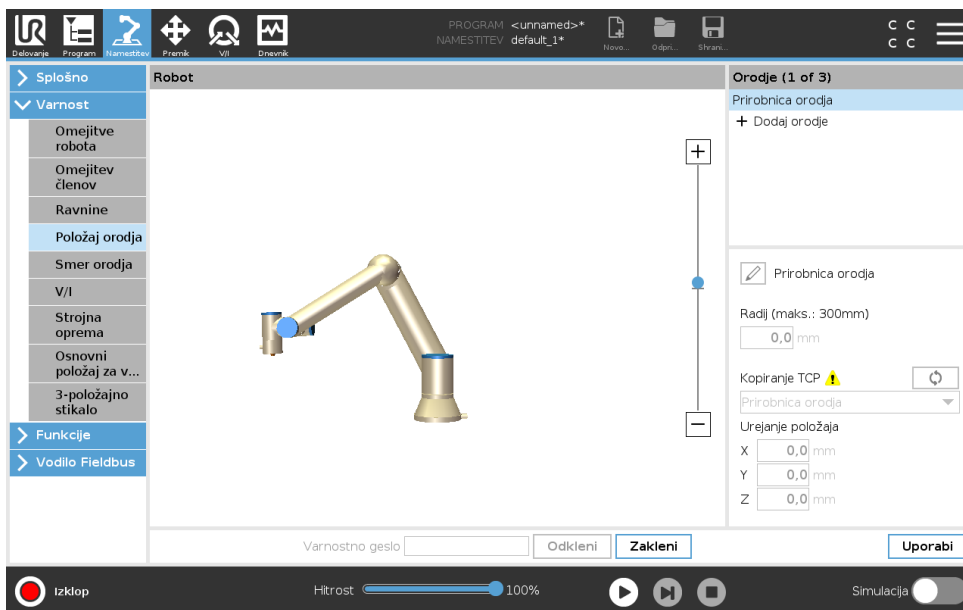 UR
PROGRAM <unnamed>*
NAMESTITEV default_1*
C C
C C
Delovanje Program Namestitev Premik V/I Dnevnik Novo... Odpri... Shrani...
Splošno
Varnost
Omejitve
robota
Omejitev
členov
Ravnine
Položaj orodja
Smer orodja
V/I
Strojna
oprema
Osnovni
položaj za v...
3-položajno
stikalo
Funkcije
Vodilo Fieldbus
Robot
Orodje (1 of 3)
Prirobnica orodja
+ Dodaj orodje
Prirobnica orodja
Radij (maks.: 300mm)
0,0 mm
Kopiranje TCP
Prirobnica orodja
Urejanje položaja
X 0,0 mm
Y 0,0 mm
Z 0,0 mm
Varnostno geslo Odkleni Zakleni Uporabi
Izklop Hitrost 100% Simulacija